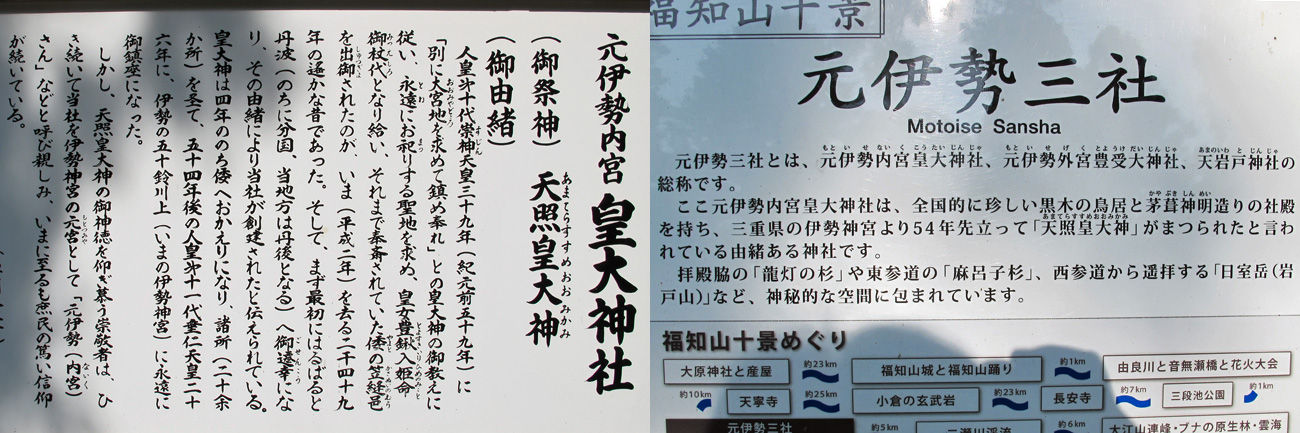 元伊勢内宮 皇大神社
(御祭神) 天照皇大神
(御由緒)
人皇第十代崇神天皇三十九年(紀元前五十九年)に
「別に大宮地を求めて鎮め奉れ」との皇大神の御教えに
従い、永遠にお祀りする聖地を求め、皇女豊鍬入姫命
御杖代となり給い、それまで奉斎されていた倭の笠縫邑
を出御されたのが、いま(平成二年)を去る二千四十九
年の遥かな昔であった。そして、まず最初にはるばると
丹波(のちに分国、当地方は丹後となる)へ御遠幸にな
り、その由緒により当社が創建されたと伝えられている。
皇大神は四年ののち倭へおかえりになり、諸所(二十余
か所)を圣て、五十四年後の人皇第十一代垂仁天皇二十
六年に、伊勢の五十鈴川上(いまの伊勢神宮)に永遠に
御鎮座になった。
しかし、天照皇大神の御神徳を仰ぎ慕う崇敬者は、ひ
き続いて当社を伊勢神宮の元宮として「元伊勢(内宮)
さん」などと呼び親しみ、いまに至るも庶民の篤い信仰
が続いている。
福知山十景
元伊勢三社
Motoise Sansha
元伊勢三社とは、元伊勢内宮皇大神社、元伊勢外宮豊受大神社、天岩戸神社の
総称です。
ここ元伊勢内宮皇大神社は、全国的に珍しい黒木の鳥居と茅葺神明造りの社殿
を持ち、三重県の伊勢神宮より54年先立って「天照皇大神」がまつられたと言わ
れている由緒ある神社です。
拝殿脇の「龍灯の杉」や東参道の「麻呂子杉」、西参道から遥拝する「日室岳(岩
戸山)」など、神秘的な空間に包まれています。
福知山十景めぐり
大原神社と産屋 約23km 福知山城と福知山踊り 約1km 由良川と音無瀬橋と花火大会
約10km 天寧寺 約25km 小倉の玄武岩 約23km 長安寺 約7km 三段池公園 約1km
元伊勢三社 約5km 二瀬川渓流 約6km 大江山連峰・ブナの原生林・雲海